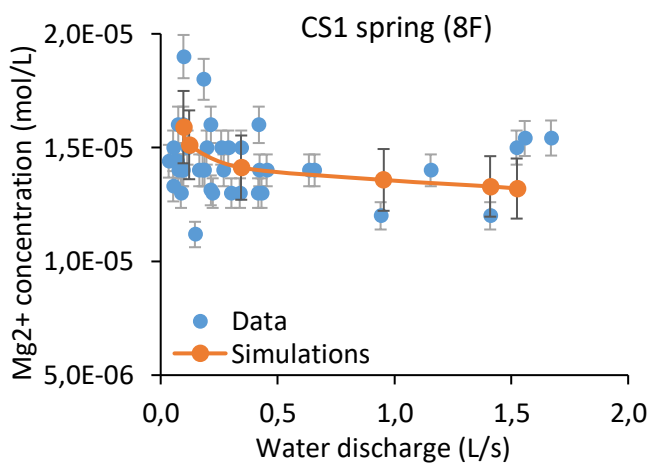 CS1 spring (8F)
Mg2+ concentration (mol/L)
2,0E-05
1,5E-05
1,0E-05
5,0E-06
Data
Simulations
0,0 0,5 1,0 1,5 2,0
Water discharge (L/s)